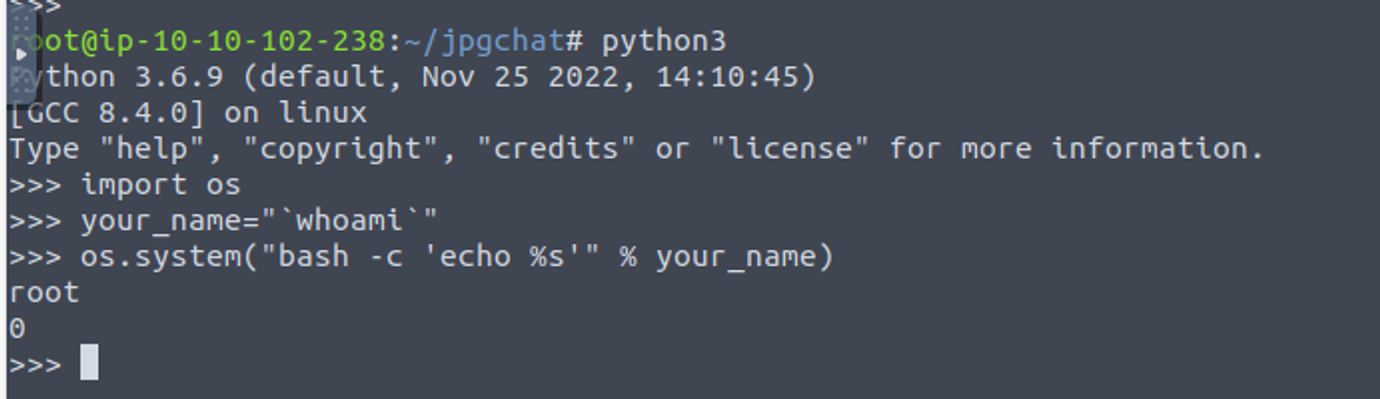 >>>
root@ip-10-10-102-238:~/jpgchat# python3
Python 3.6.9 (default, Nov 25 2022, 14:10:45)
[GCC 8.4.0] on linux
Type "help", "copyright", "credits" or "license" for more information.
>>> import os
>>> your_name="`whoami`"
>>> os.system("bash -c 'echo %s'" % your_name)
root
0
>>>